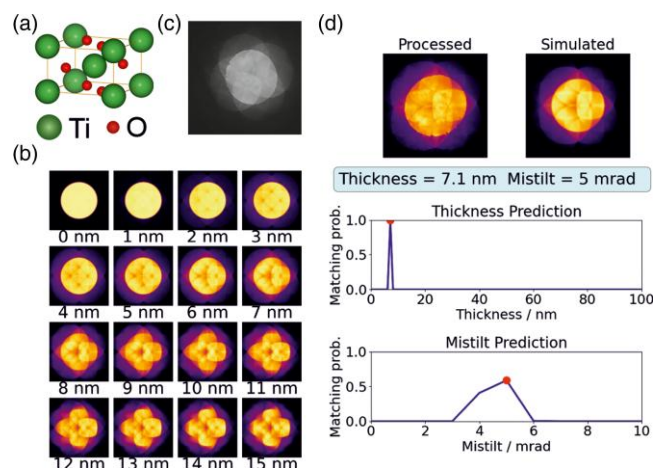 (a)
Ti O
(b)
0 nm 1 nm 2 nm 3 nm
4 nm 5 nm 6 nm 7 nm
8 nm 9 nm 10 nm 11 nm
12 nm 13 nm 14 nm 15 nm
(c)
(d)
Processed Simulated
Thickness = 7.1 nm Mistilt = 5 mrad
Thickness Prediction
Matching prob.
1.0
0.5
0.0
0 20 40 60 80 100
Thickness / nm
Mistilt Prediction
Matching prob.
1.0
0.5
0.0
0 2 4 6 8 10
Mistilt / mrad